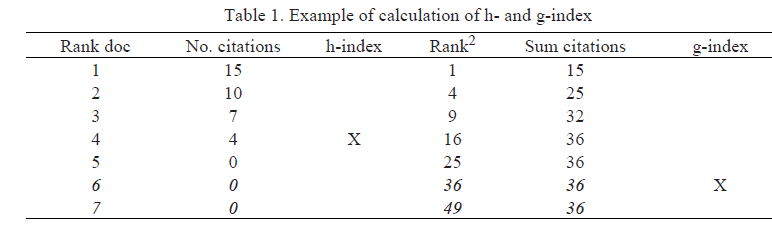 Table 1. Example of calculation of h- and g-index
Rank doc No. citations h-index Rank² Sum citations g-index
1 15 1 15
2 10 4 25
3 7 9 32
4 4 X 16 36
5 0 25 36
6 0 36 36 X
7 0 49 36